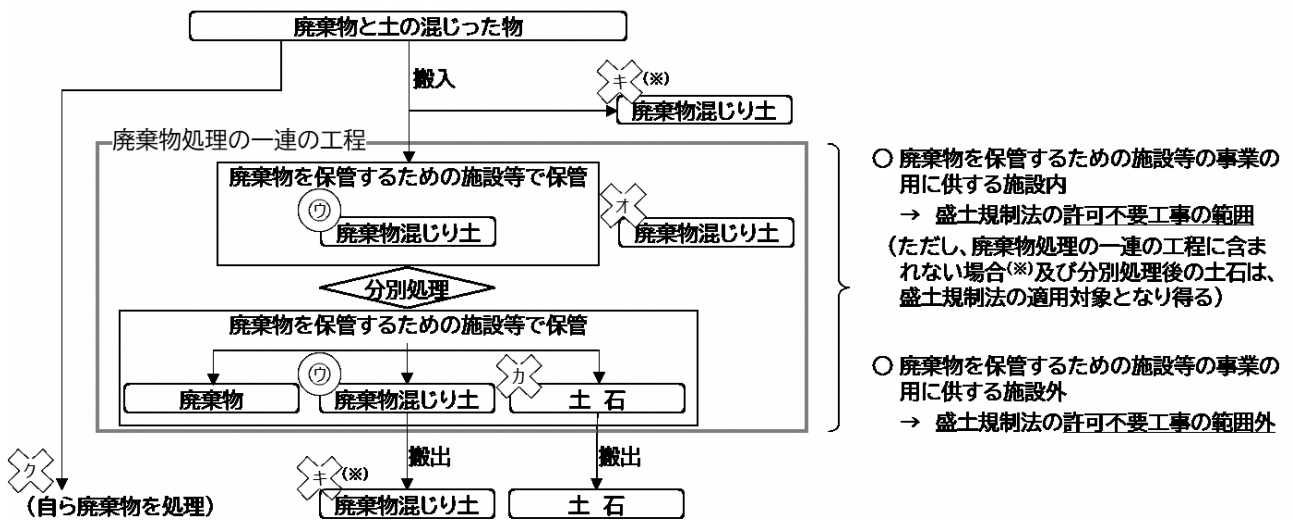 廃棄物と土の混じった物
搬入
キ
(※)
廃棄物混じり土
廃棄物処理の一連の工程
廃棄物を保管するための施設等で保管
ウ
廃棄物混じり土
オ
廃棄物混じり土
分別処理
廃棄物を保管するための施設等で保管
ウ
カ
廃棄物
廃棄物混じり土
土 石
搬出
搬出
ク
(自ら廃棄物を処理)
キ
(※)
廃棄物混じり土
土 石
○ 廃棄物を保管するための施設等の事業の
用に供する施設内
→ 盛土規制法の許可不要工事の範囲
(ただし、廃棄物処理の一連の工程に含ま
れない場合(※)及び分別処理後の土石は、
盛土規制法の適用対象となり得る)
○ 廃棄物を保管するための施設等の事業の
用に供する施設外
→ 盛土規制法の許可不要工事の範囲外